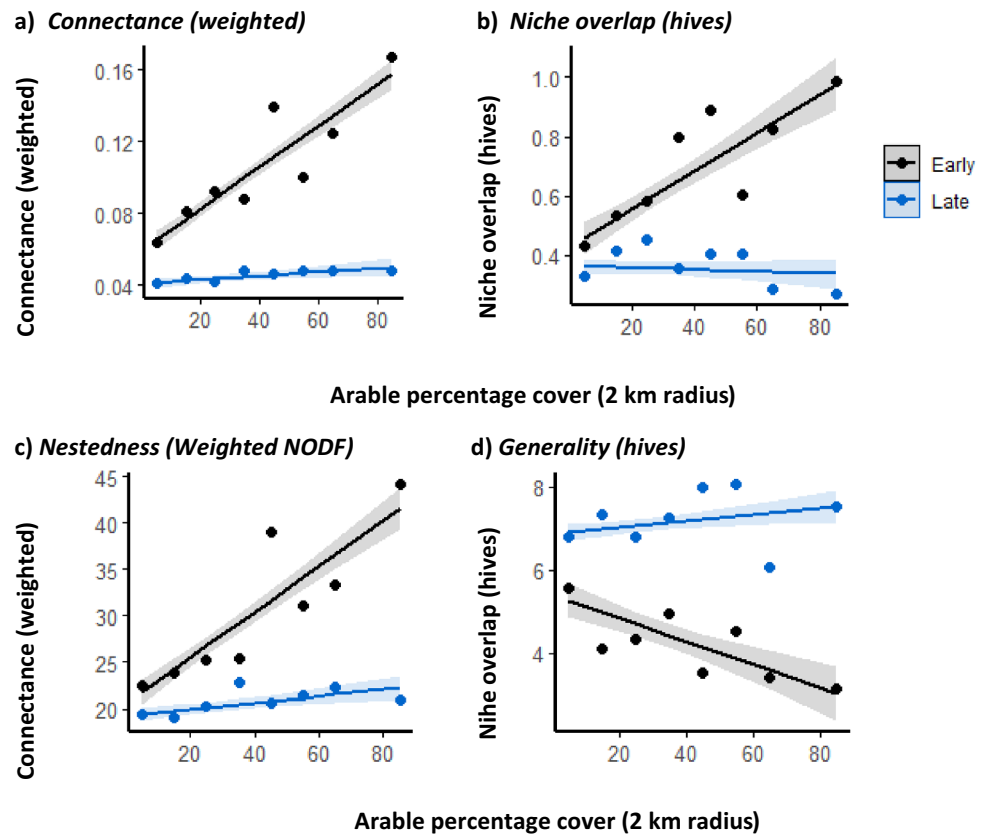 a) Connectance (weighted)
b) Niche overlap (hives)
Connectance (weighted)
0.16
0.12
0.08
0.04
20 40 60 80
Niche overlap (hives)
1.0
0.8
0.6
0.4
20 40 60 80
Early
Late
Arable percentage cover (2 km radius)
c) Nestedness (Weighted NODF)
d) Generality (hives)
Connectance (weighted)
45
40
35
30
25
20
20 40 60 80
Nihe overlap (hives)
8
6
4
20 40 60 80
Arable percentage cover (2 km radius)